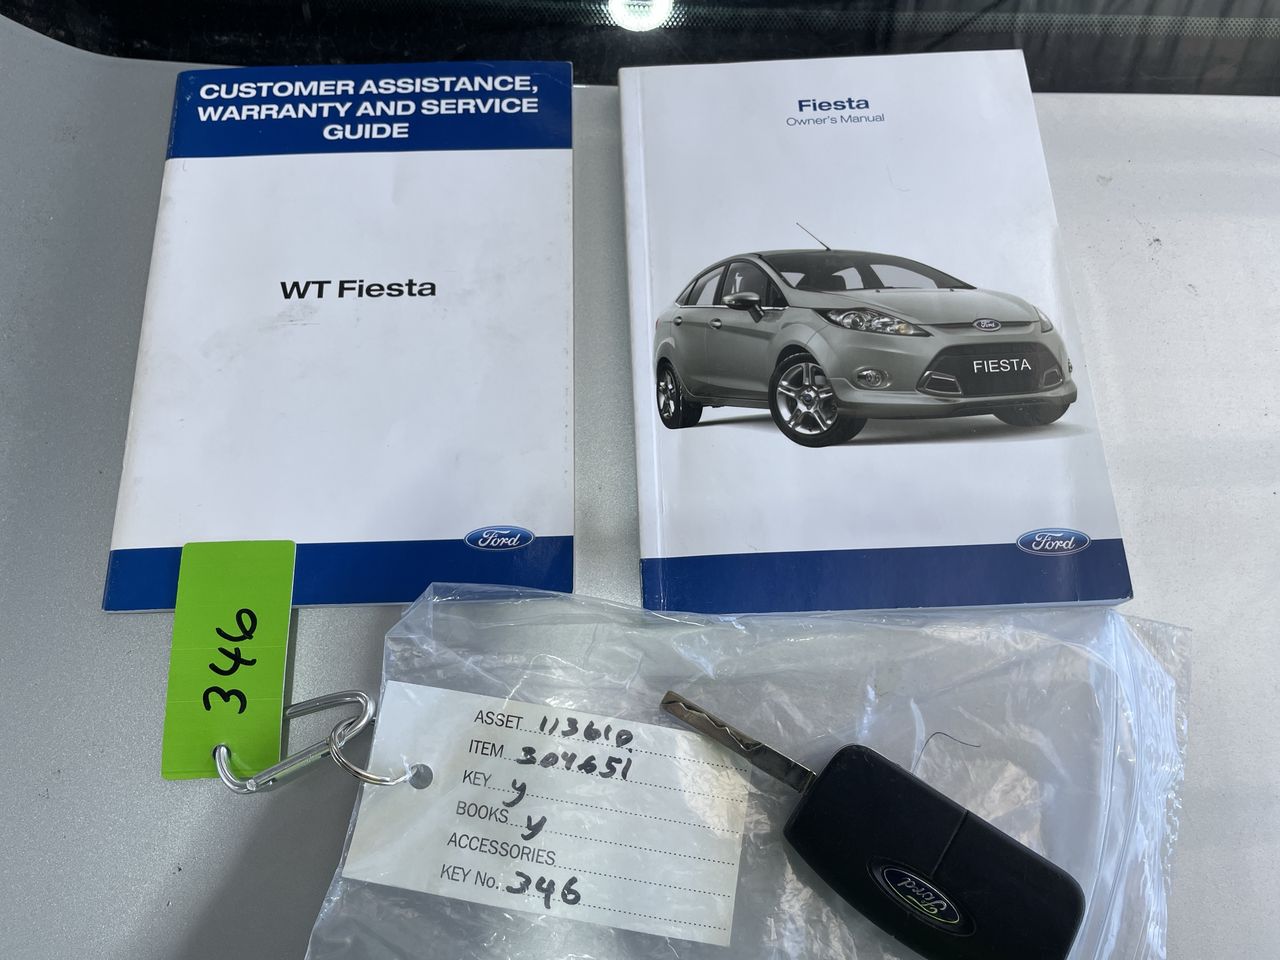 CUSTOMER ASSISTANCE,
WARRANTY AND SERVICE
GUIDE
WT Fiesta
Ford
Fiesta
Owner's Manual
Ford
FIESTA
Ford
346
ASSET 113610
ITEM 304651
KEY y
BOOKS y
ACCESSORIES
KEY No. 346
Ford